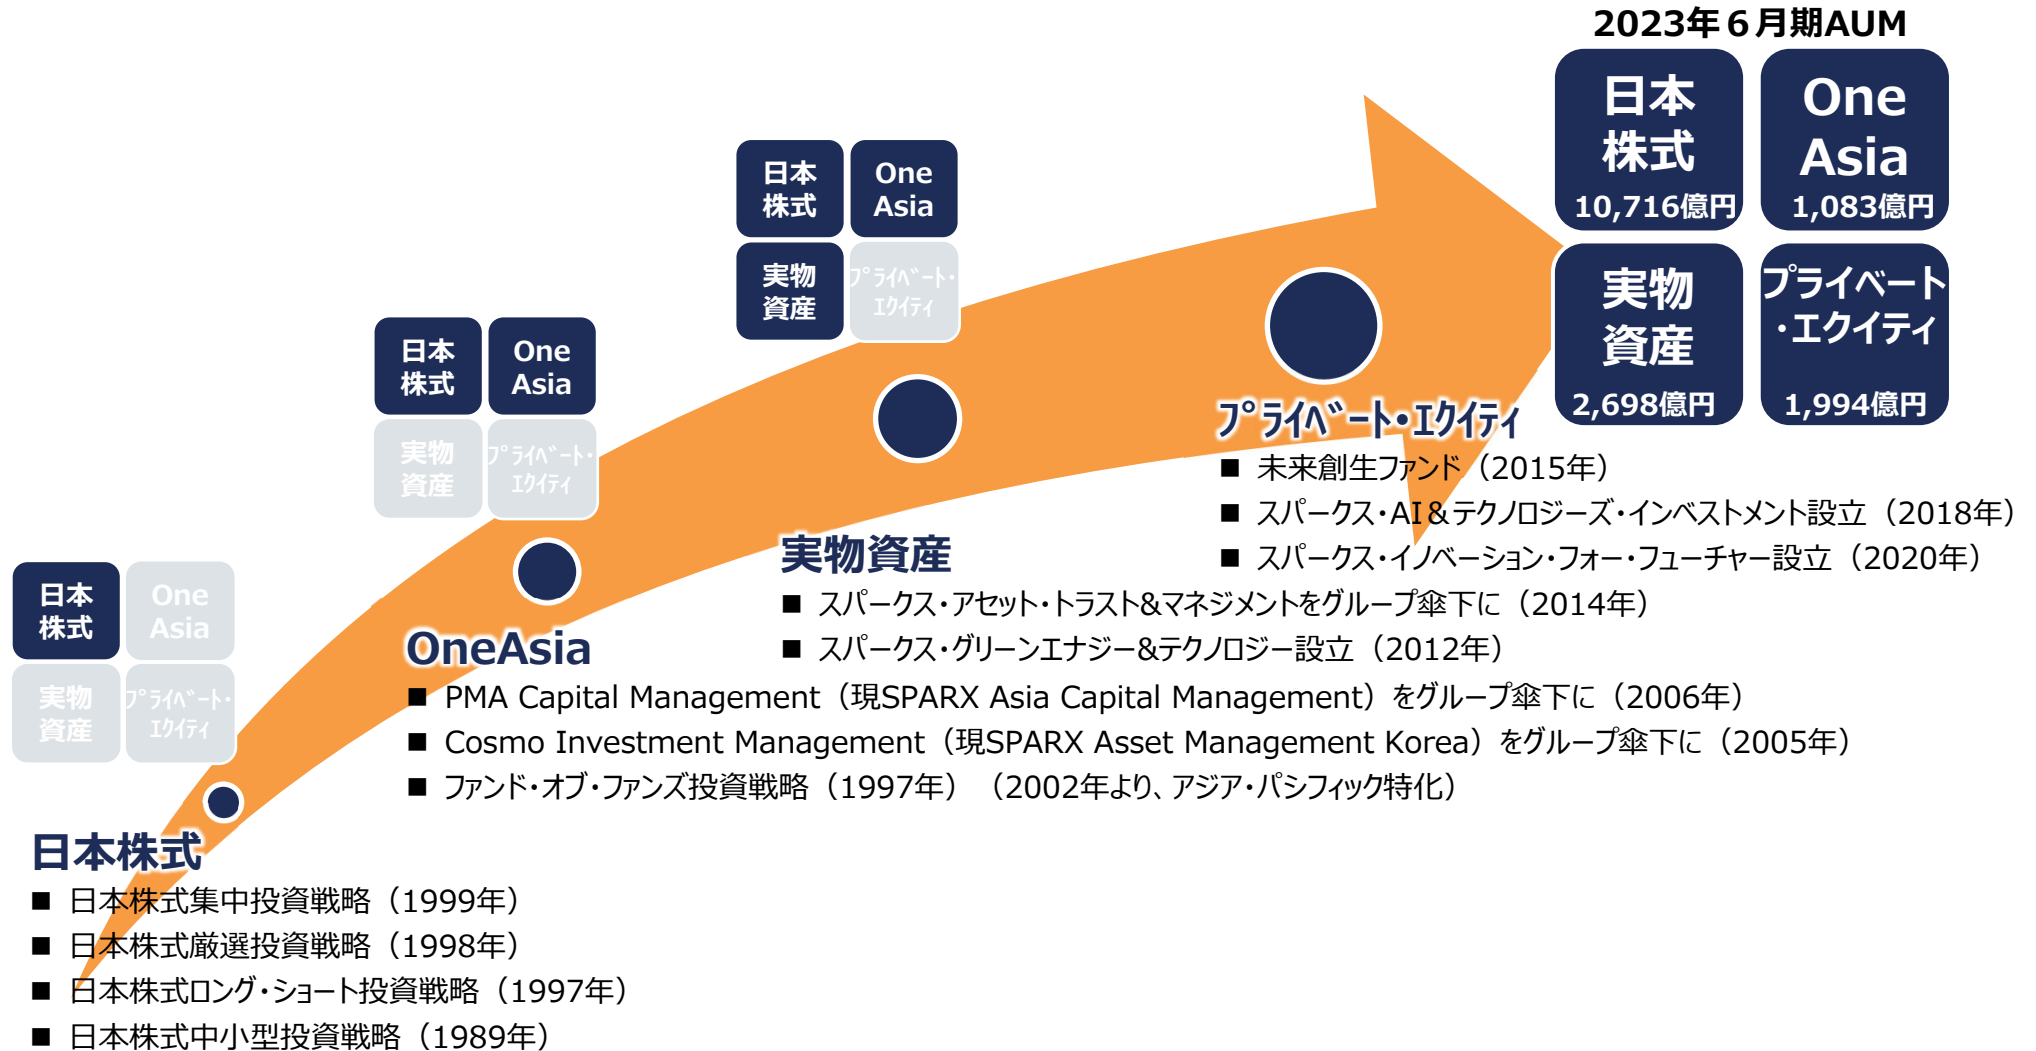 2023年６月期AUM
日本
株式
10,716億円
One
Asia
1,083億円
実物
資産
2,698億円
プライベート
・エクイティ
1,994億円
日本
株式
One
Asia
実物
資産
ﾌﾟﾗｲﾍﾞｰﾄ・
ｴｸｲﾃｨ
日本
株式
One
Asia
実物
資産
ﾌﾟﾗｲﾍﾞｰﾄ・
ｴｸｲﾃｨ
日本
株式
One
Asia
実物
資産
ﾌﾟﾗｲﾍﾞｰﾄ・
ｴｸｲﾃｨ
ﾌﾟﾗｲﾍﾞｰﾄ・ｴｸｲﾃｨ
■ 未来創生ファンド（2015年）
■ スパークス・AI＆テクノロジーズ・インベストメント設立（2018年）
■ スパークス・イノベーション・フォー・フューチャー設立（2020年）
実物資産
■ スパークス・アセット・トラスト&マネジメントをグループ傘下に（2014年）
■ スパークス・グリーンエナジー&テクノロジー設立（2012年）
OneAsia
■ PMA Capital Management（現SPARX Asia Capital Management）をグループ傘下に（2006年）
■ Cosmo Investment Management（現SPARX Asset Management Korea）をグループ傘下に（2005年）
■ ファンド・オブ・ファンズ投資戦略（1997年）（2002年より、アジア・パシフィック特化）
日本株式
■ 日本株式集中投資戦略（1999年）
■ 日本株式厳選投資戦略（1998年）
■ 日本株式ロング・ショート投資戦略（1997年）
■ 日本株式中小型投資戦略（1989年）